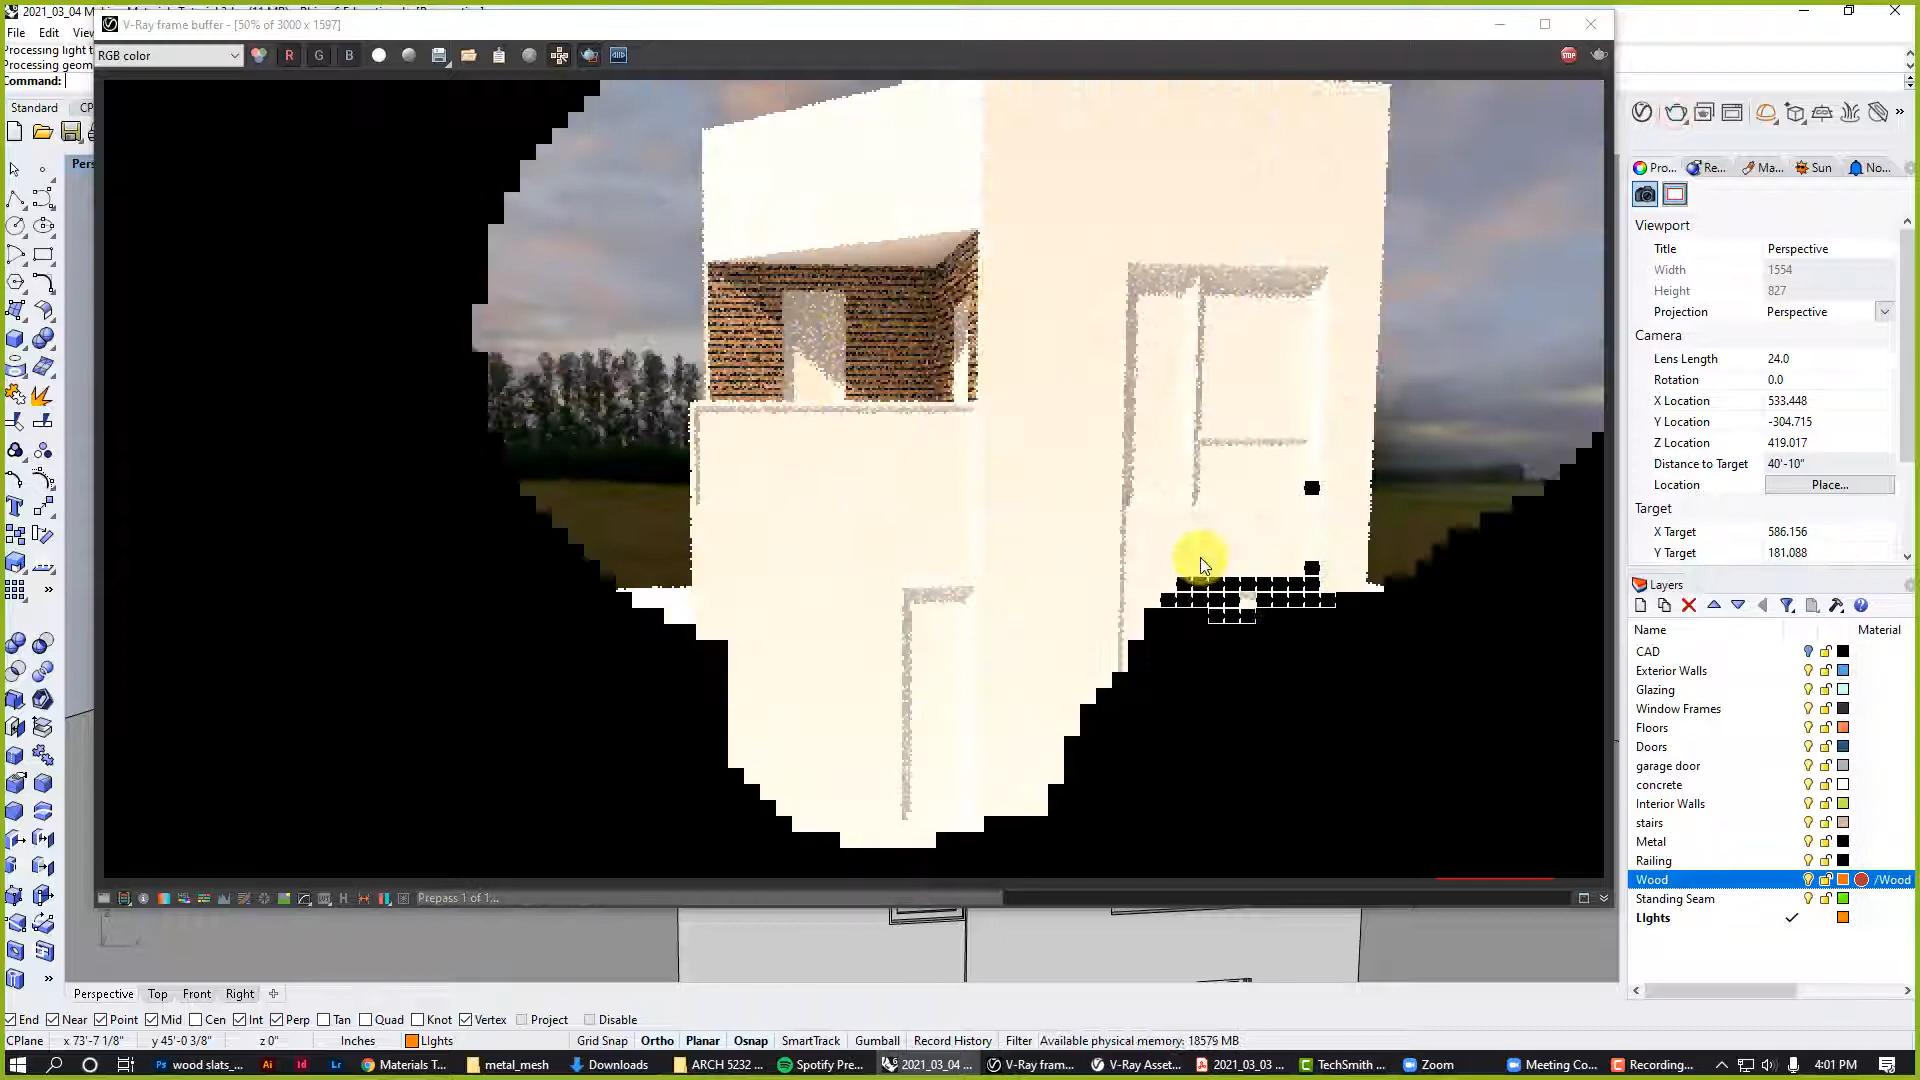 2021_03_04
V-Ray frame buffer - [50% of 3000 x 1597]
File Edit
Processing light t
Processing geom
Command:
RGB color
R G B
STOP
Standard
Pers
Pro... Re... Ma... Sun No...
Viewport
Title Perspective
Width 1554
Height 827
Projection Perspective
Camera
Lens Length 24.0
Rotation 0.0
X Location 533.448
Y Location -304.715
Z Location 419.017
Distance to Target 40'-10"
Location Place...
Target
X Target 586.156
Y Target 181.088
Layers
Name Material
CAD
Exterior Walls
Glazing
Window Frames
Floors
Doors
garage door
concrete
Interior Walls
stairs
Metal
Railing
Wood /Wood
Standing Seam
LIghts
Prepass 1 of 1...
Perspective Top Front Right
End Near Point Mid Cen Int Perp Tan Quad Knot Vertex Project Disable
CPlane x 73'-7 1/8" y 45'-0 3/8" z 0" Inches LIghts Grid Snap Ortho Planar Osnap SmartTrack Gumball Record History Filter Available physical memory: 18579 MB
wood slats_... Materials T... metal_mesh Downloads ARCH 5232 ... Spotify Pre... 2021_03_04 ... V-Ray fram... V-Ray Asset... 2021_03_03 ... TechSmith ... Zoom Meeting Co... Recording... 4:01 PM